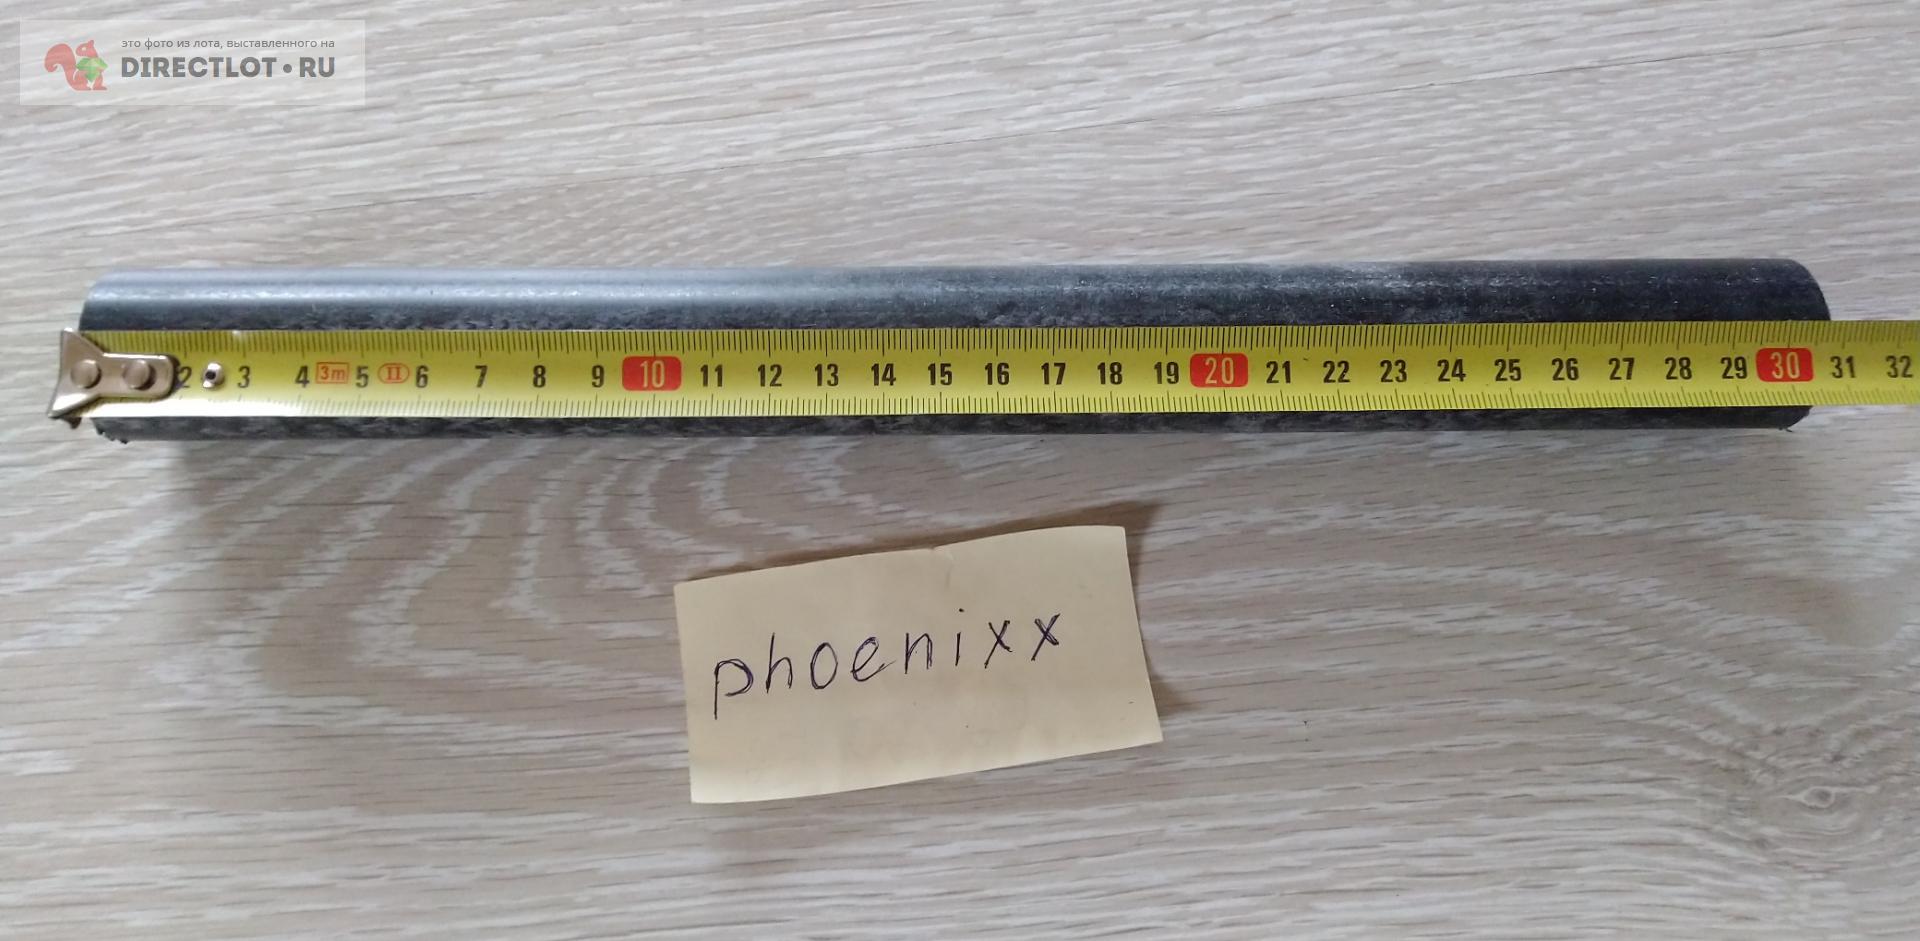 это фото из лота, выставленного на
DIRECTLOT • RU
2 3 4 3m 5 II 6 7 8 9 10 11 12 13 14 15 16 17 18 19 20 21 22 23 24 25 26 27 28 29 30 31 32
phoenixx